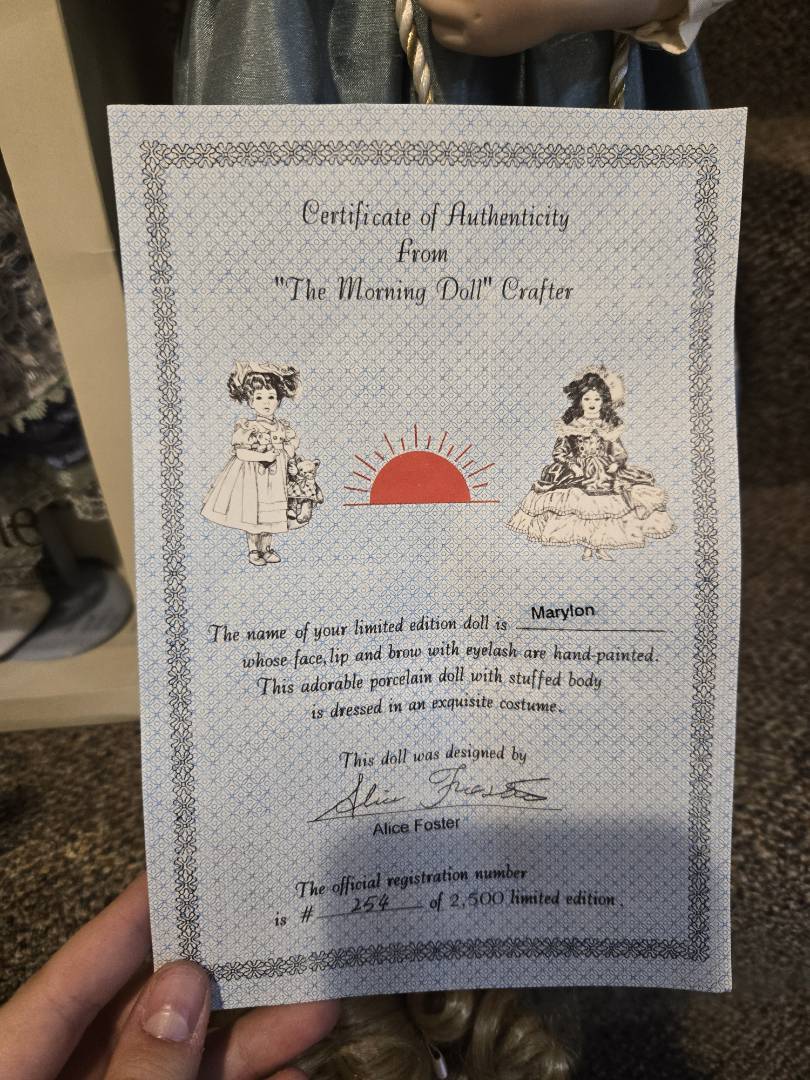 Certificate of Authenticity
From
"The Morning Doll" Crafter
The name of your limited edition doll is Marylon
whose face, lip and brow with eyelash are hand-painted.
This adorable porcelain doll with stuffed body
is dressed in an exquisite costume.
This doll was designed by
Alice Foster
Alice Foster
The official registration number
is # 254 of 2,500 limited edition.